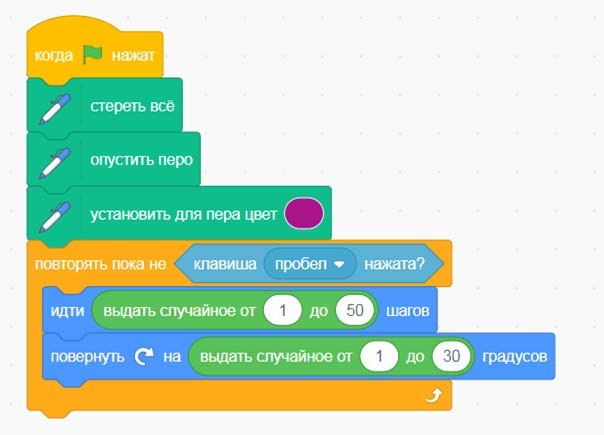 когда нажат
стереть всё
опустить перо
установить для пера цвет
повторять пока не клавиша пробел нажата?
идти выдать случайное от 1 до 50 шагов
повернуть на выдать случайное от 1 до 30 градусов